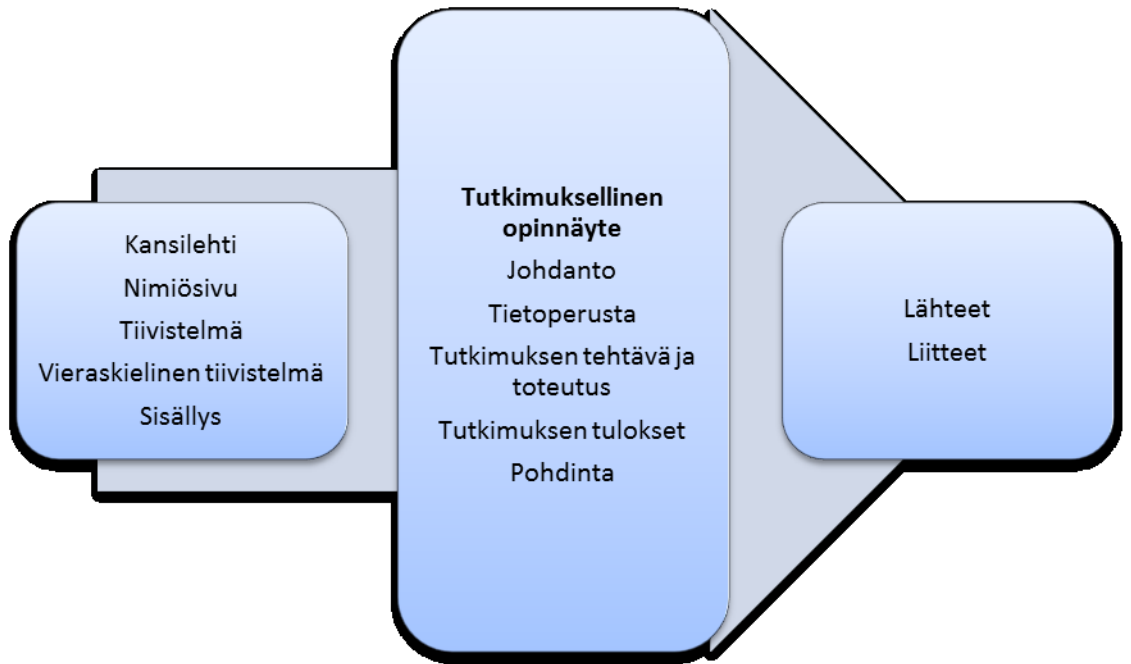 Kansilehti
Nimiösivu
Tiivistelmä
Vieraskielinen tiivistelmä
Sisällys
Tutkimuksellinen
opinnäyte
Johdanto
Tietoperusta
Tutkimuksen tehtävä ja
toteutus
Tutkimuksen tulokset
Pohdinta
Lähteet
Liitteet